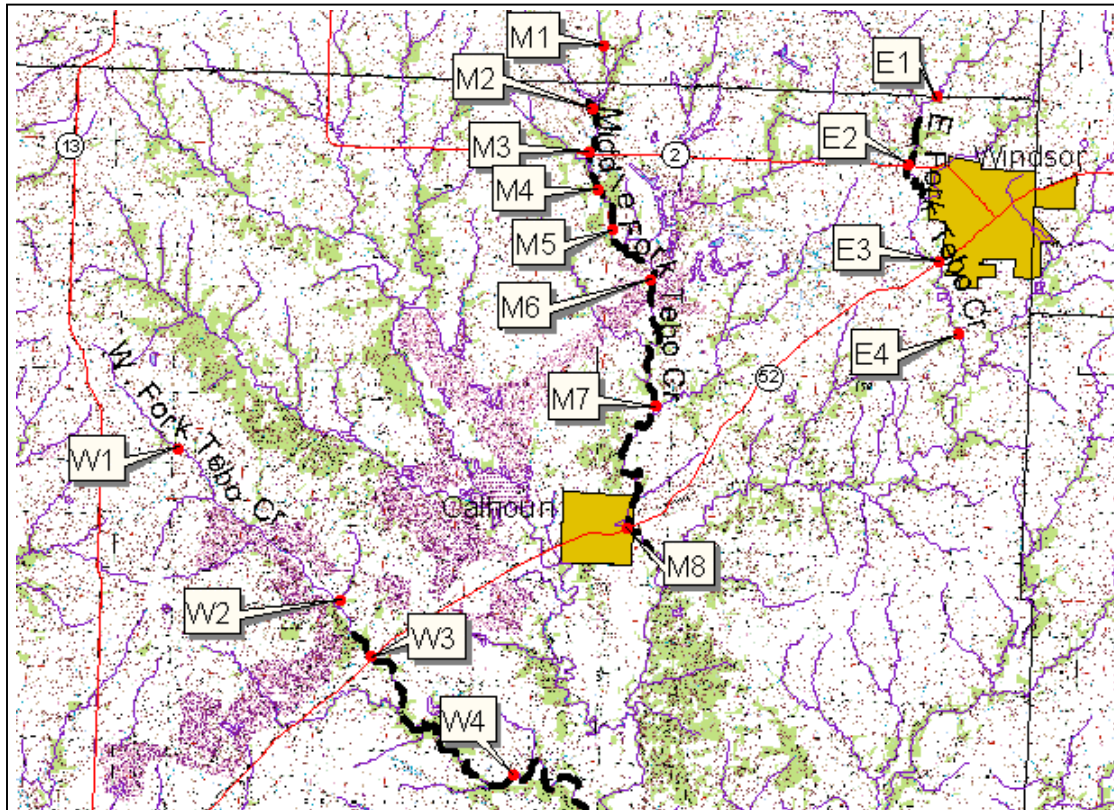 M1
M2
E1
13
M3
2
E2
Windsor
M4
Middle Fork Tebo Cr
E Fork Tebo Cr
M5
E3
M6
E4
W. Fork Tebo Cr
52
M7
W1
Calhoun
M8
W2
W3
W4